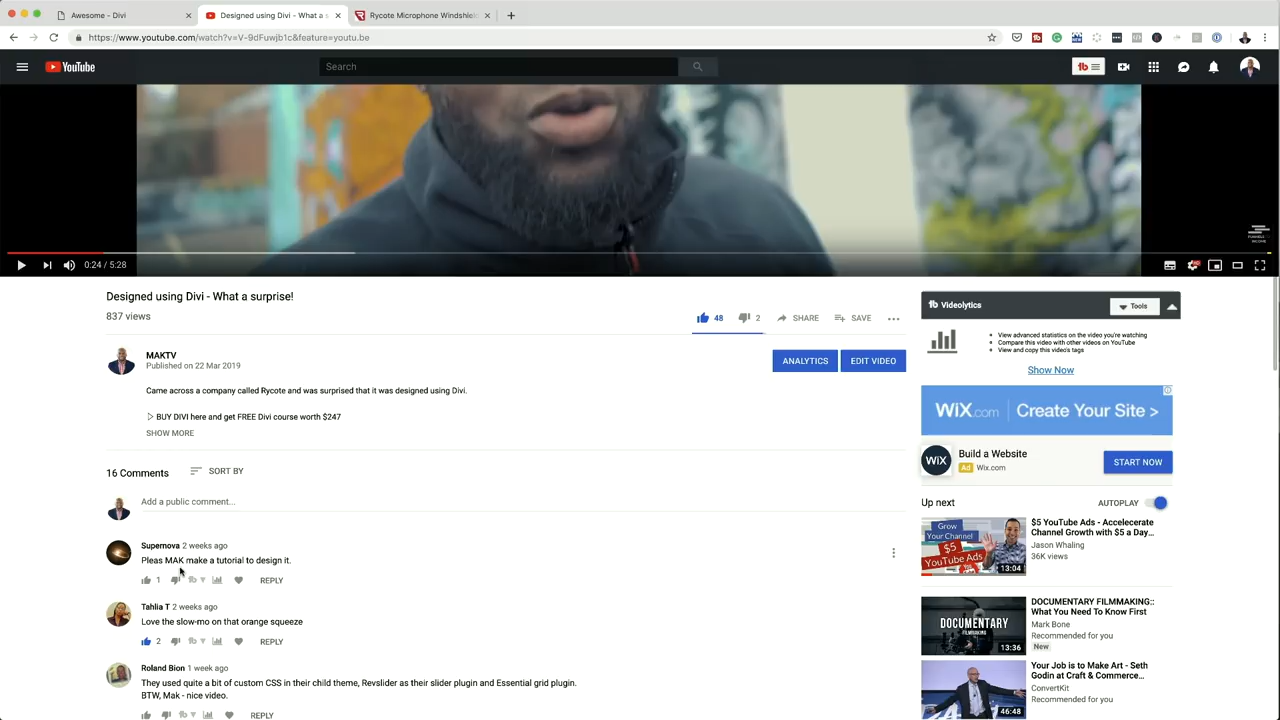 Awesome - Divi
Designed using Divi - What a s
Rycote Microphone Windshiel
https://www.youtube.com/watch?v=V-9dFuwjb1c&feature=youtu.be
YouTube
Search
0:24 / 5:28
Designed using Divi - What a surprise!
837 views
48
2
SHARE
SAVE
MAKTV
Published on 22 Mar 2019
ANALYTICS
EDIT VIDEO
Came across a company called Rycote and was surprised that it was designed using Divi.
BUY DIVI here and get FREE Divi course worth $247
SHOW MORE
16 Comments
SORT BY
Add a public comment...
Supernova 2 weeks ago
Pleas MAK make a tutorial to design it.
1
REPLY
Tahlia T 2 weeks ago
Love the slow-mo on that orange squeeze
2
REPLY
Roland Bion 1 week ago
They used quite a bit of custom CSS in their child theme, Revslider as their slider plugin and Essential grid plugin.
BTW, Mak - nice video.
REPLY
Videolytics
Tools
View advanced statistics on the video you're watching
Compare this video with other videos on YouTube
View and copy this video's tags
Show Now
WIX.com
Create Your Site >
WiX
Build a Website
Ad Wix.com
START NOW
Up next
AUTOPLAY
Grow
Your Channel
$5
YouTube Ads
13:04
$5 YouTube Ads - Accelecerate
Channel Growth with $5 a Day...
Jason Whaling
36K views
DOCUMENTARY
FILMMAKING
13:36
DOCUMENTARY FILMMAKING::
What You Need To Know First
Mark Bone
Recommended for you
New
46:48
Your Job is to Make Art - Seth
Godin at Craft & Commerce...
ConvertKit
Recommended for you